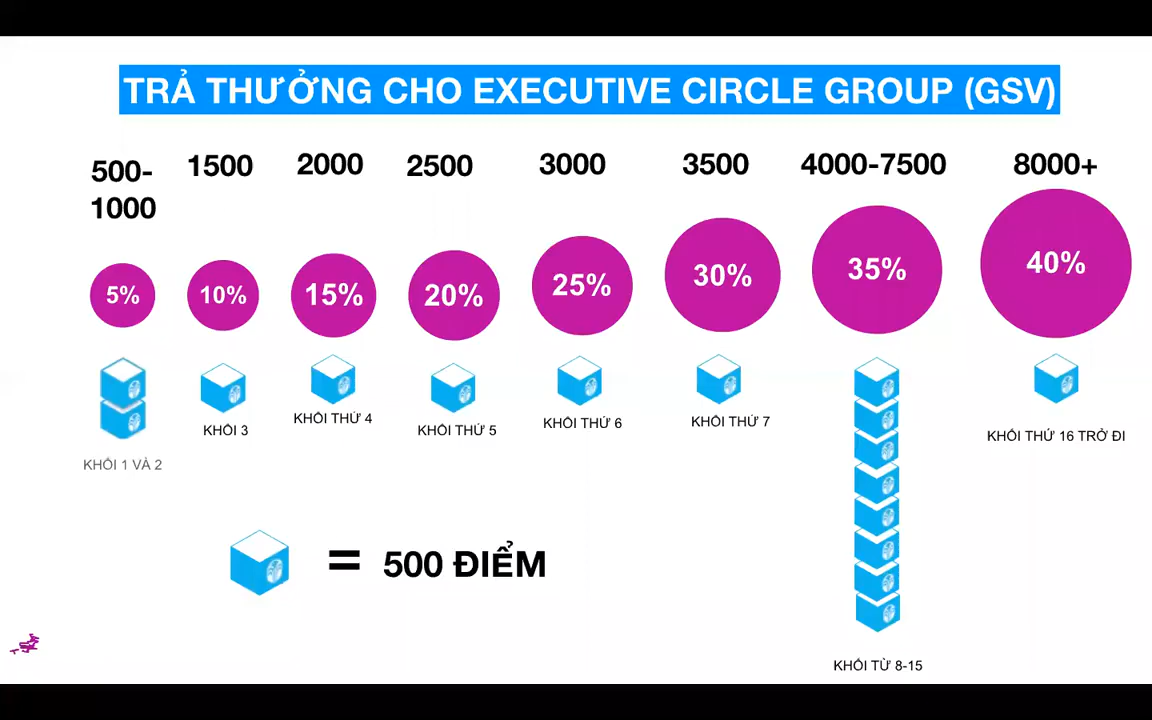 TRẢ THƯỞNG CHO EXECUTIVE CIRCLE GROUP (GSV)
500-
1000
1500
2000
2500
3000
3500
4000-7500
8000+
5%
10%
15%
20%
25%
30%
35%
40%
KHỐI 1 VÀ 2
KHỐI 3
KHỐI THỨ 4
KHỐI THỨ 5
KHỐI THỨ 6
KHỐI THỨ 7
KHỐI TỪ 8-15
KHỐI THỨ 16 TRỞ ĐI
= 500 ĐIỂM